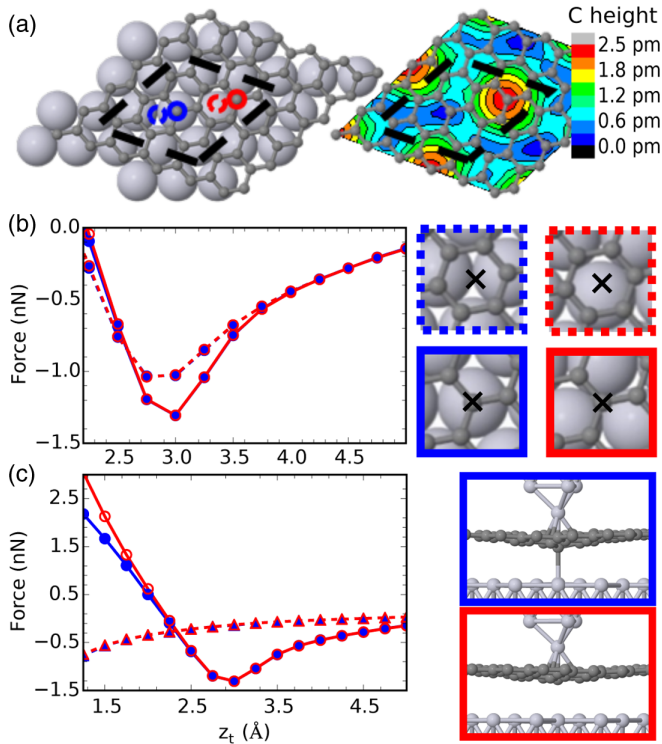 (a)
C height
2.5 pm
1.8 pm
1.2 pm
0.6 pm
0.0 pm
(b)
0.0
−0.5
−1.0
−1.5
Force (nN)
2.5 3.0 3.5 4.0 4.5
(c)
2.5
1.5
0.5
−0.5
−1.5
Force (nN)
1.5 2.5 3.5 4.5
z_t (Å)